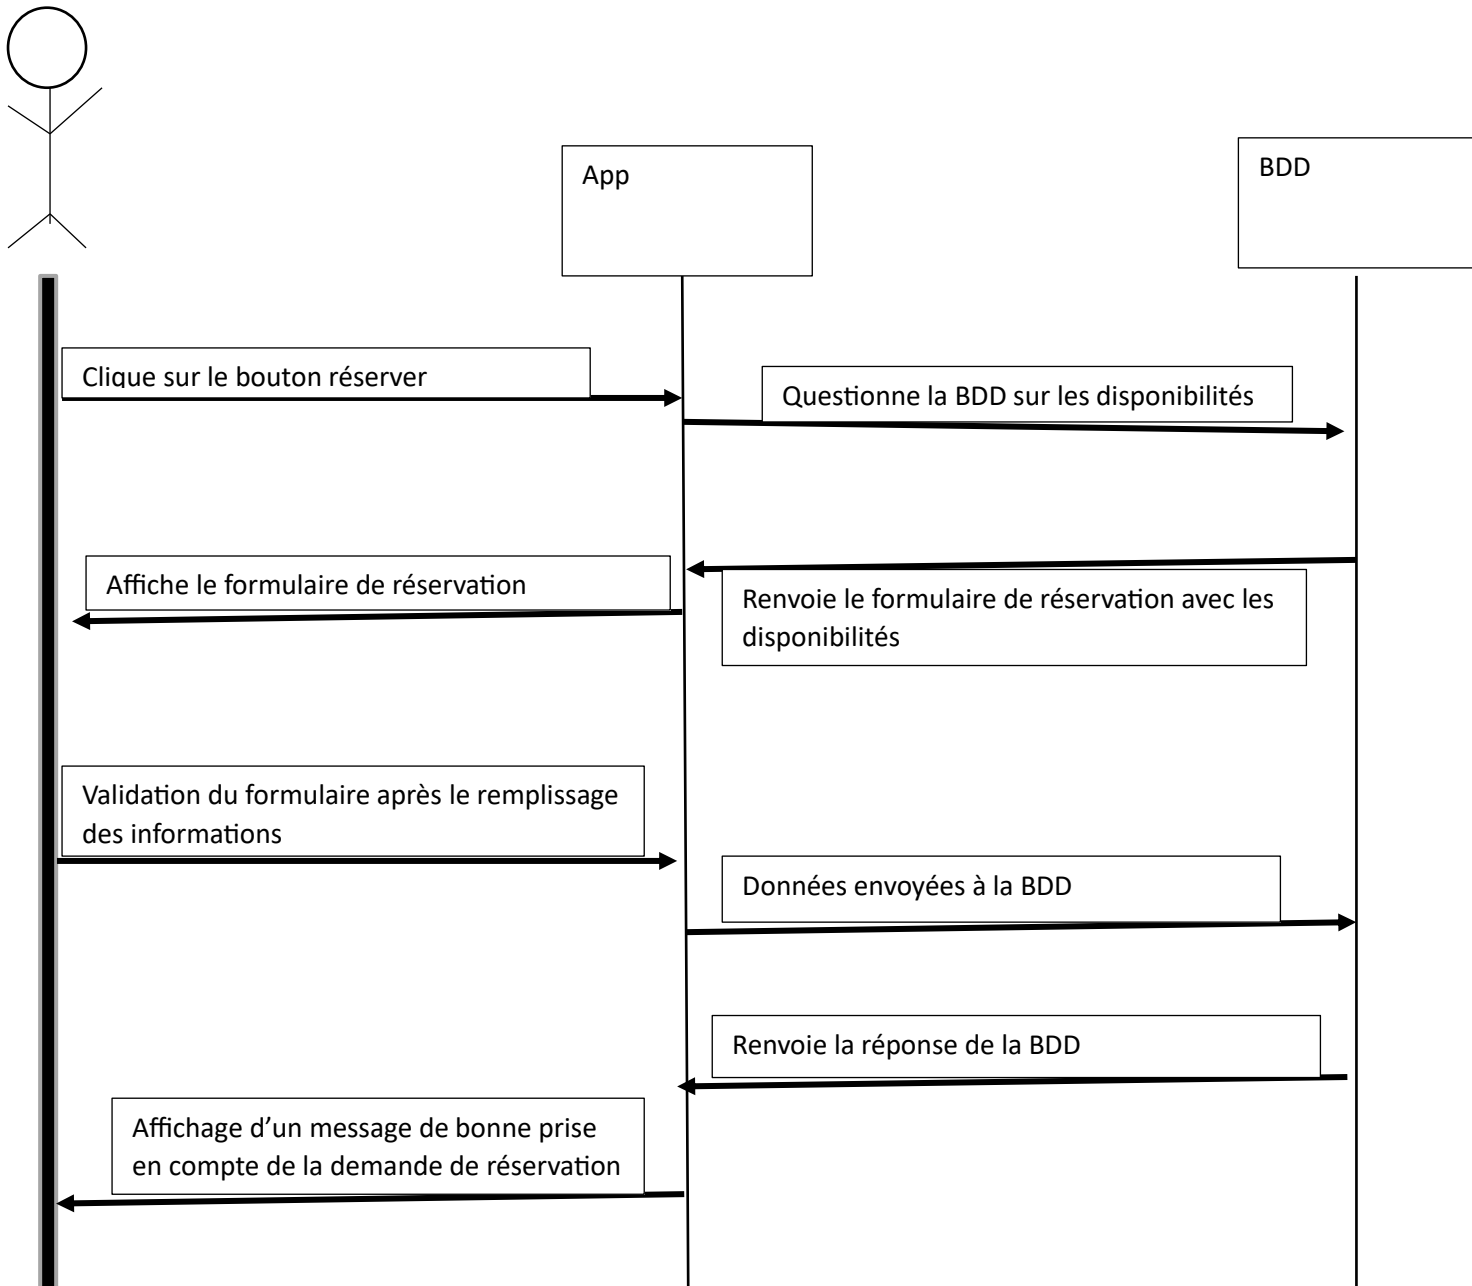 App
BDD
Clique sur le bouton réserver
Questionne la BDD sur les disponibilités
Affiche le formulaire de réservation
Renvoie le formulaire de réservation avec les
disponibilités
Validation du formulaire après le remplissage
des informations
Données envoyées à la BDD
Renvoie la réponse de la BDD
Affichage d’un message de bonne prise
en compte de la demande de réservation